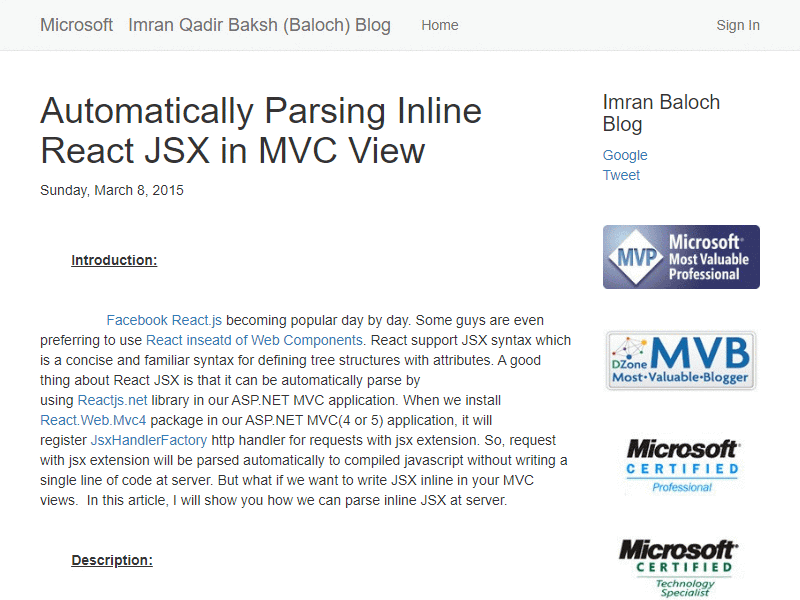 Microsoft Imran Qadir Baksh (Baloch) Blog Home Sign In
Automatically Parsing Inline
React JSX in MVC View
Sunday, March 8, 2015
Introduction:
Facebook React.js becoming popular day by day. Some guys are even
preferring to use React inseatd of Web Components. React support JSX syntax which
is a concise and familiar syntax for defining tree structures with attributes. A good
thing about React JSX is that it can be automatically parse by
using Reactjs.net library in our ASP.NET MVC application. When we install
React.Web.Mvc4 package in our ASP.NET MVC(4 or 5) application, it will
register JsxHandlerFactory http handler for requests with jsx extension. So, request
with jsx extension will be parsed automatically to compiled javascript without writing a
single line of code at server. But what if we want to write JSX inline in your MVC
views.  In this article, I will show you how we can parse inline JSX at server.
Description:
Imran Baloch
Blog
Google
Tweet
MVP
Microsoft®
Most Valuable
Professional
DZone MVB
Most•Valuable•Blogger
Microsoft®
CERTIFIED
Professional
Microsoft®
CERTIFIED
Technology
Specialist